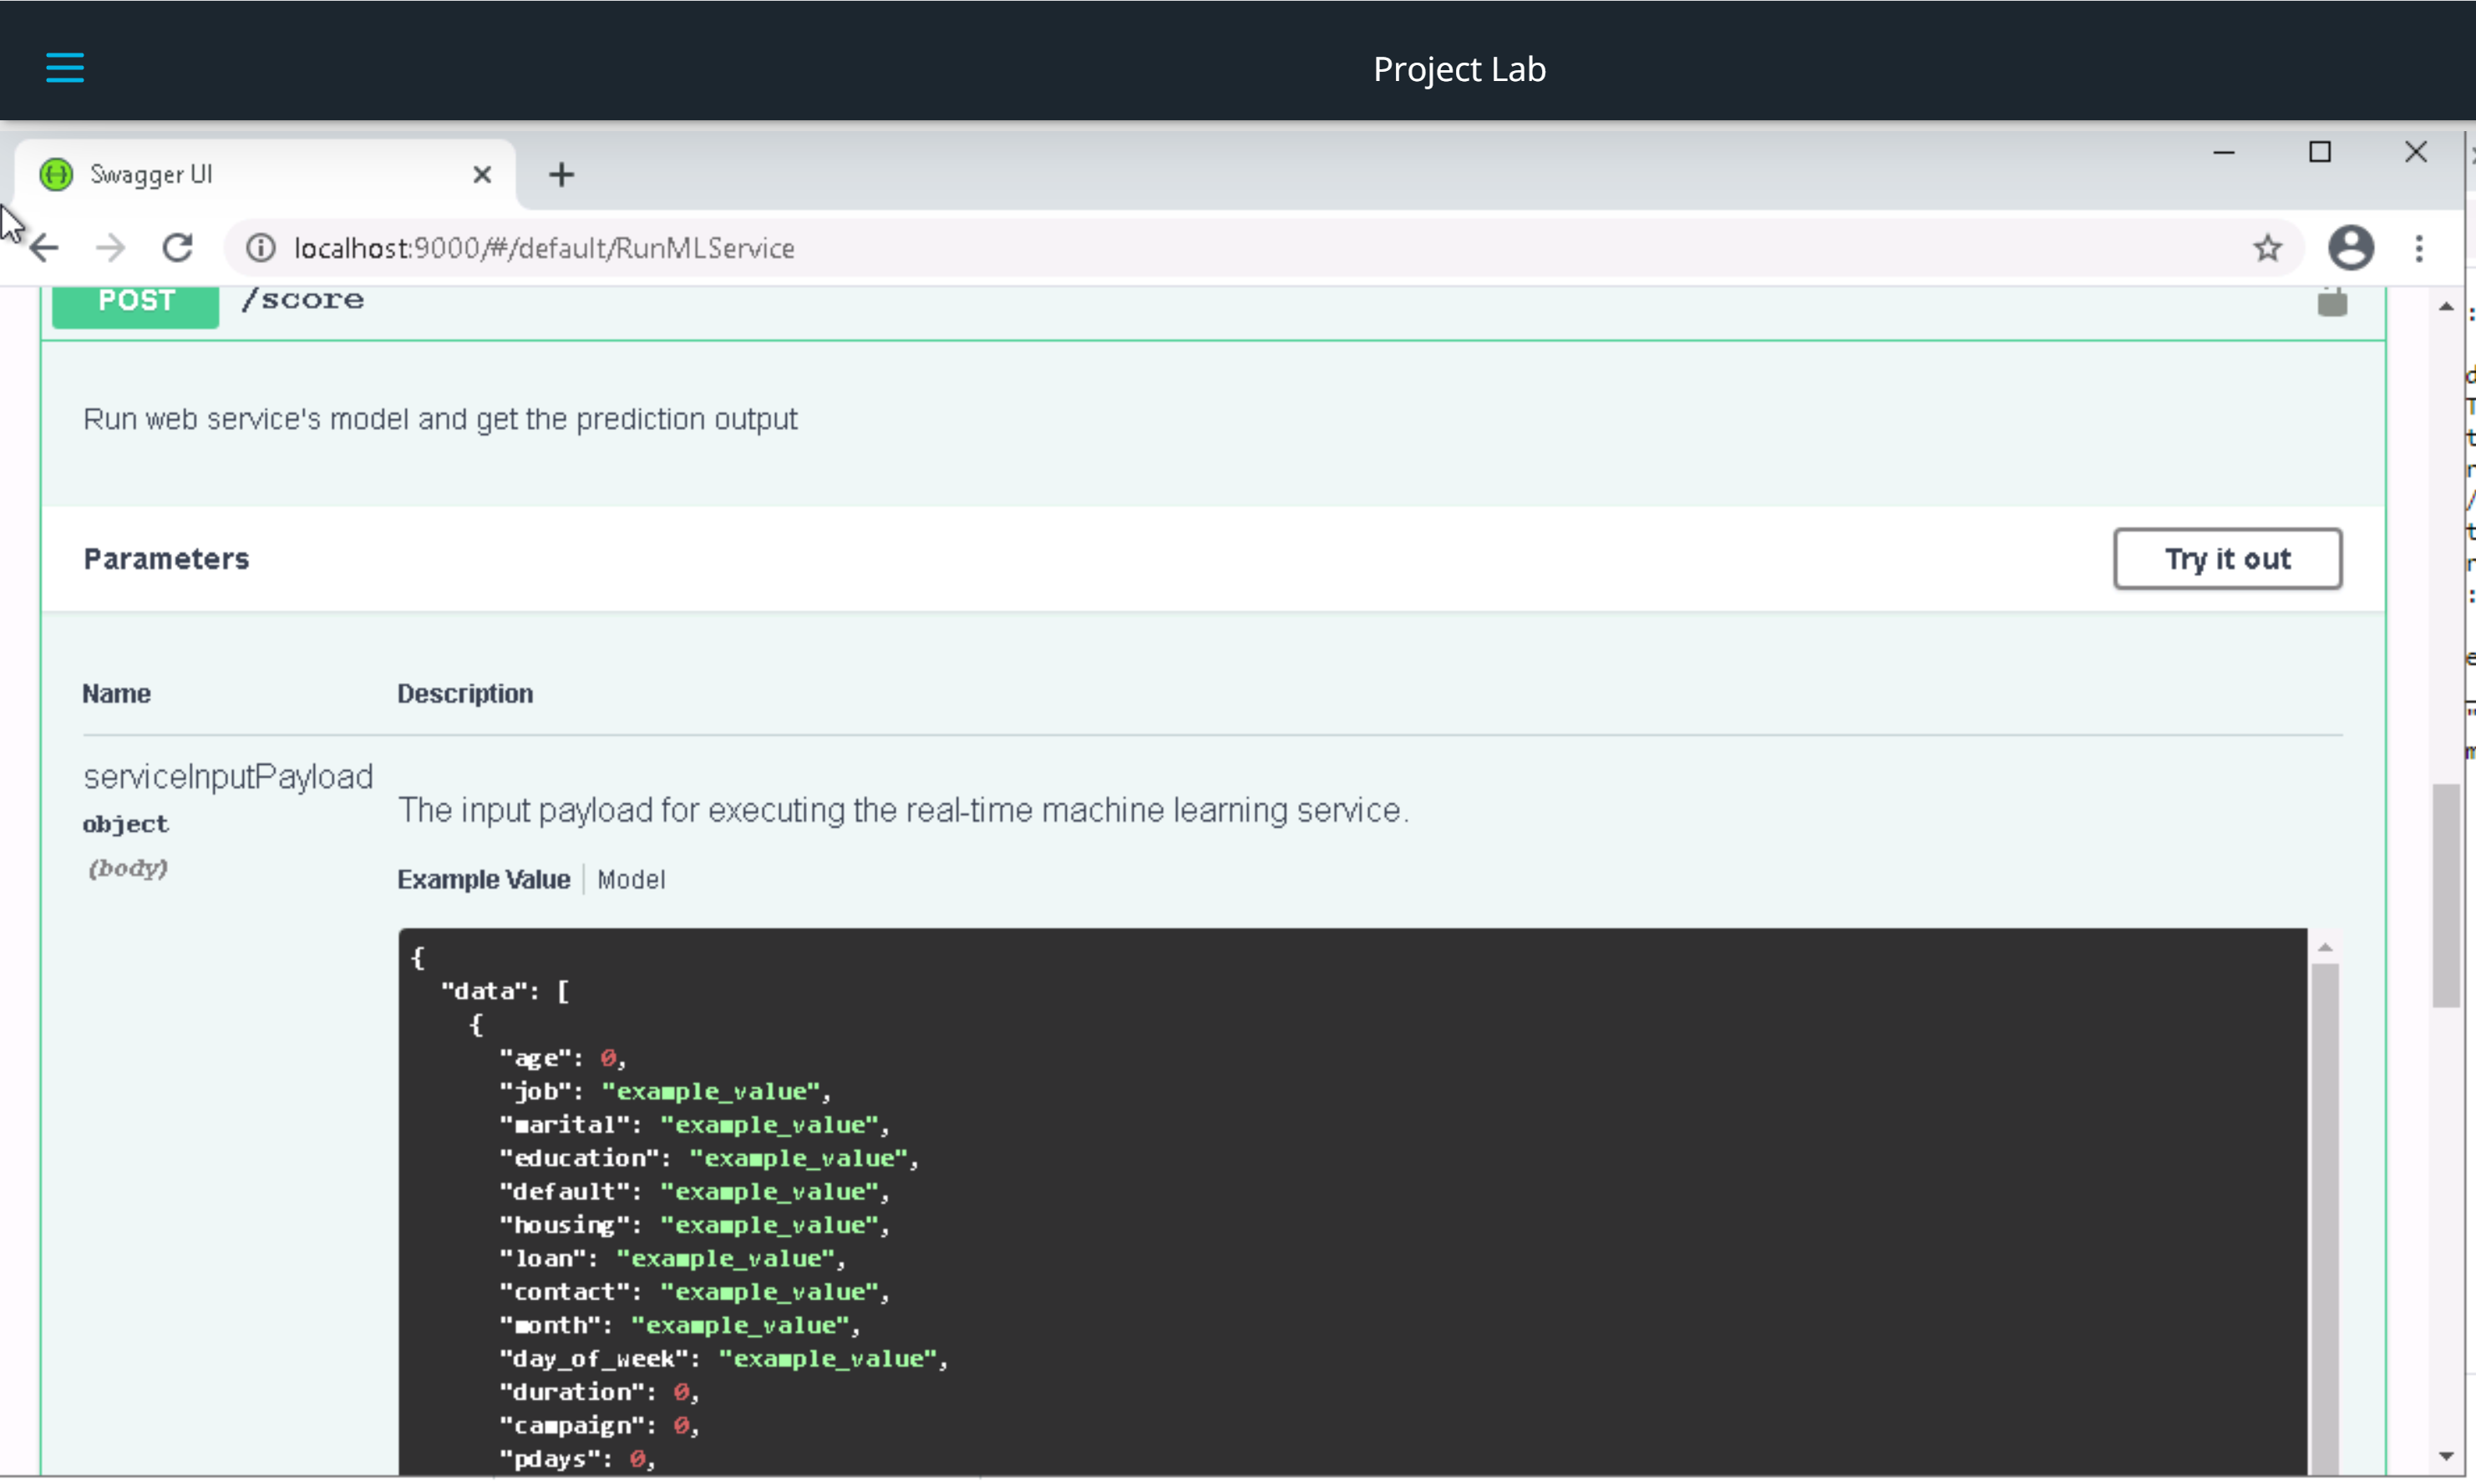 Project Lab
Swagger UI
localhost:9000/#/default/RunMLService
POST /score
Run web service's model and get the prediction output
Parameters
Try it out
Name Description
serviceInputPayload
object
(body)
The input payload for executing the real-time machine learning service.
Example Value Model
{
"data": [
{
"age": 0,
"job": "example_value",
"marital": "example_value",
"education": "example_value",
"default": "example_value",
"housing": "example_value",
"loan": "example_value",
"contact": "example_value",
"month": "example_value",
"day_of_week": "example_value",
"duration": 0,
"campaign": 0,
"pdays": 0,